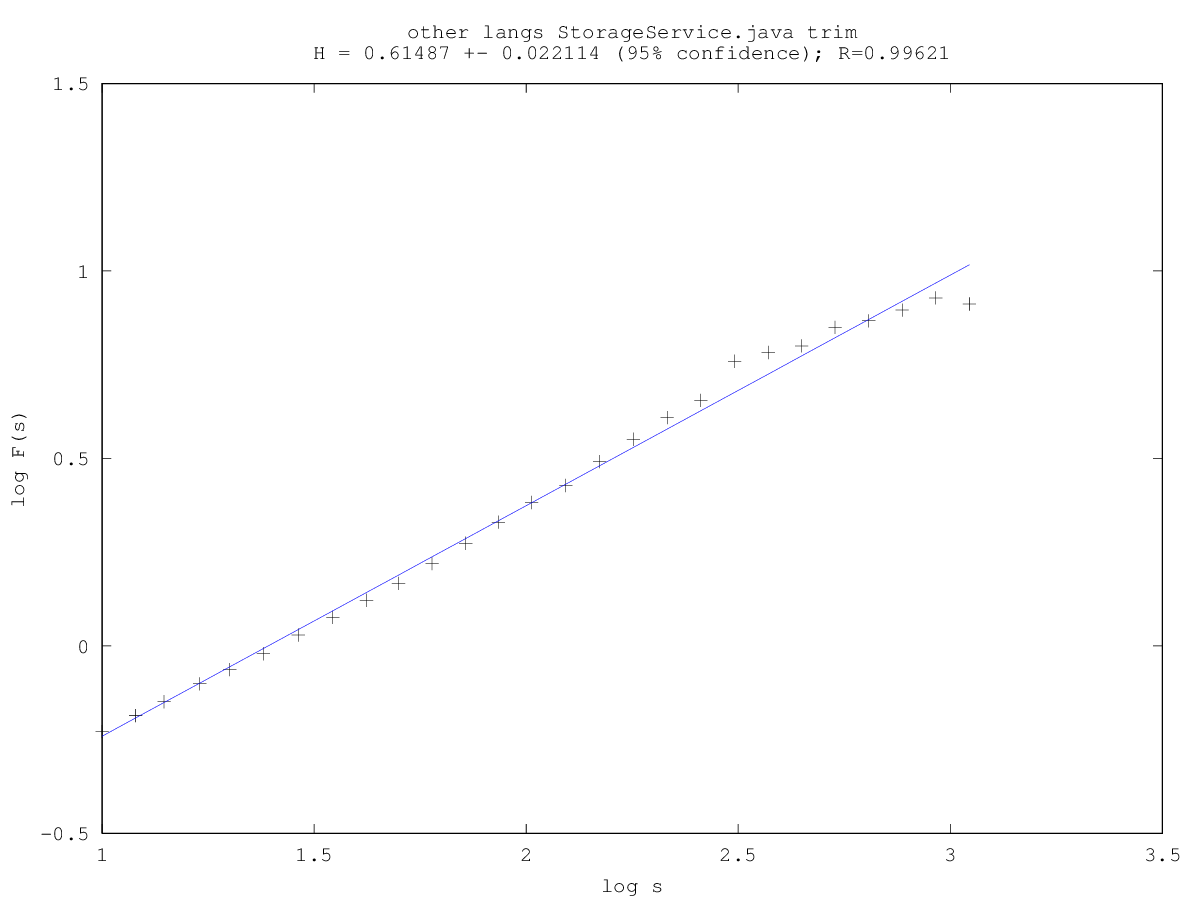 other langs StorageService.java trim
H = 0.61487 +- 0.022114 (95% confidence); R=0.99621
1.5
1
0.5
0
-0.5
log F(s)
1
1.5
2
2.5
3
3.5
log s